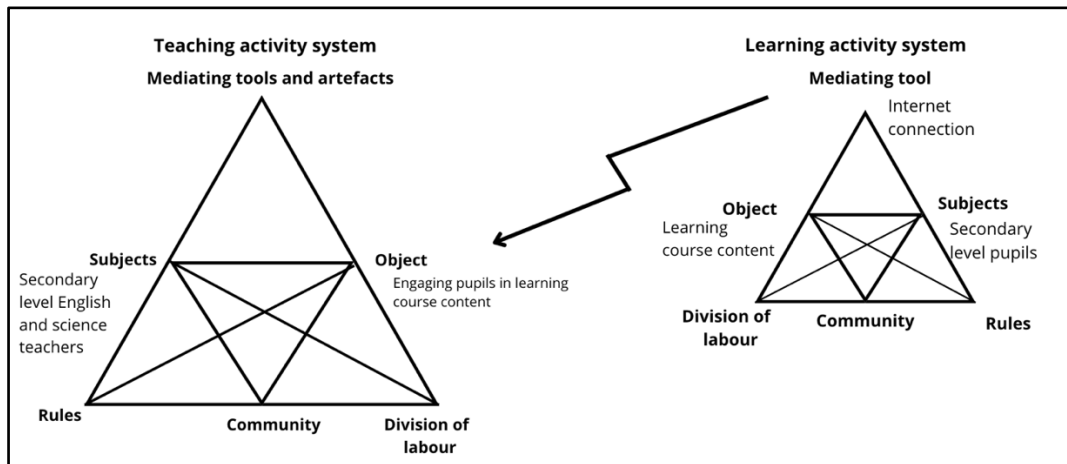 Teaching activity system
Mediating tools and artefacts
Subjects
Secondary
level English
and science
teachers
Object
Engaging pupils in learning
course content
Rules
Community
Division of
labour
Learning activity system
Mediating tool
Internet
connection
Object
Learning
course content
Subjects
Secondary
level pupils
Division of
labour
Community
Rules